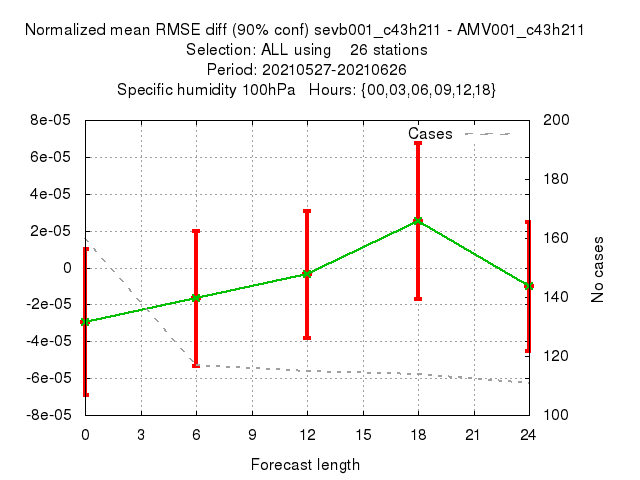 Normalized mean RMSE diff (90% conf) sevb001_c43h211 - AMV001_c43h211
Selection: ALL using    26 stations
Period: 20210527-20210626
Specific humidity 100hPa   Hours: {00,03,06,09,12,18}
8e-05
6e-05
4e-05
2e-05
0
-2e-05
-4e-05
-6e-05
-8e-05
Cases
200
180
160
140
120
100
No cases
0 3 6 9 12 15 18 21 24
Forecast length